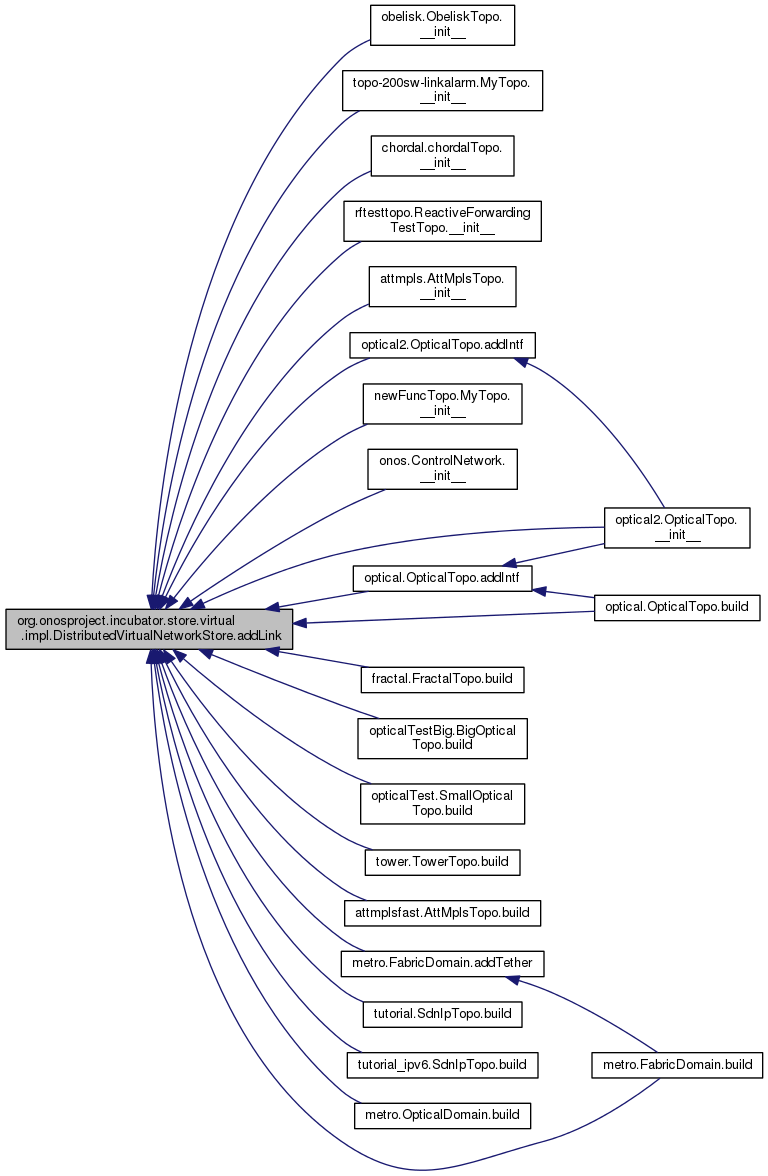 obelisk.ObeliskTopo.
__init__
topo-200sw-linkalarm.MyTopo.
__init__
chordal.chordalTopo.
__init__
rftesttopo.ReactiveForwarding
TestTopo.__init__
attmpls.AttMplsTopo.
__init__
optical2.OpticalTopo.addIntf
newFuncTopo.MyTopo.
__init__
onos.ControlNetwork.
__init__
optical2.OpticalTopo.
__init__
optical.OpticalTopo.addIntf
optical.OpticalTopo.build
org.onosproject.incubator.store.virtual
.impl.DistributedVirtualNetworkStore.addLink
fractal.FractalTopo.build
opticalTestBig.BigOptical
Topo.build
opticalTest.SmallOptical
Topo.build
tower.TowerTopo.build
attmplsfast.AttMplsTopo.build
metro.FabricDomain.addTether
tutorial.SdnIpTopo.build
tutorial_ipv6.SdnIpTopo.build
metro.FabricDomain.build
metro.OpticalDomain.build